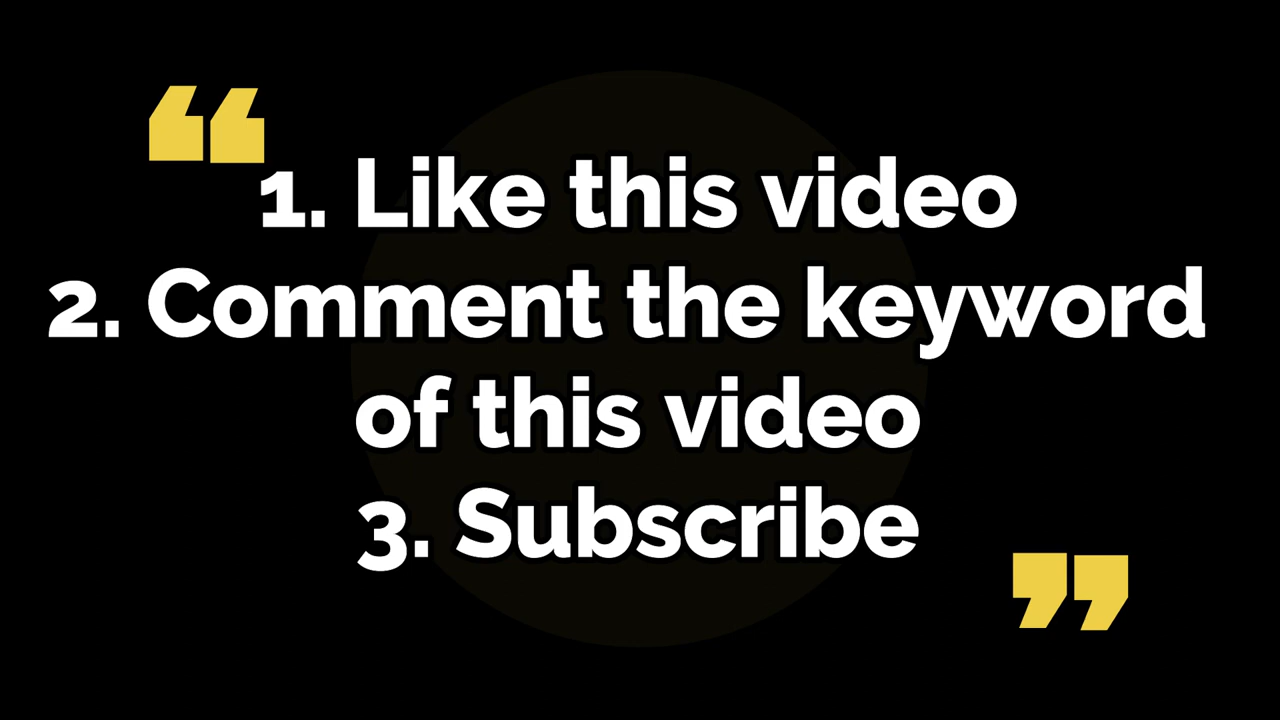 “
1. Like this video
2. Comment the keyword
of this video
3. Subscribe
”